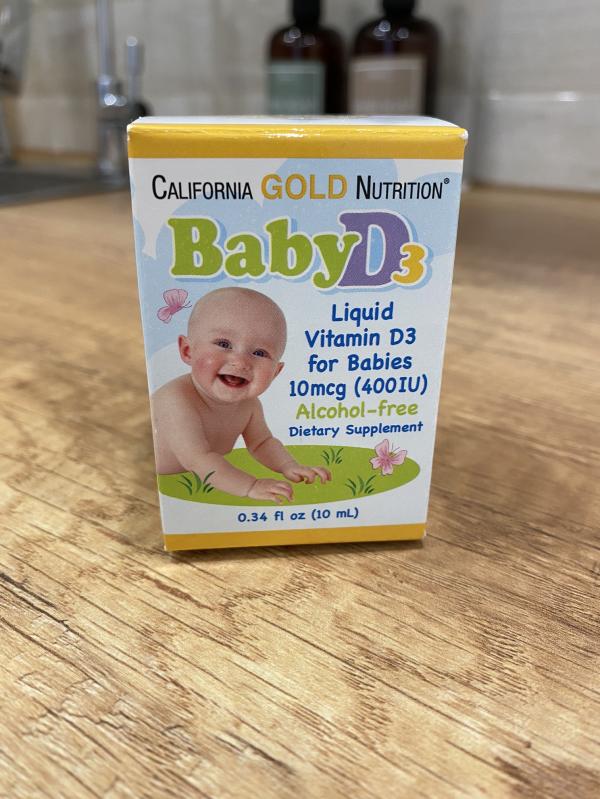 CALIFORNIA GOLD NUTRITION®
BabyD3
Liquid
Vitamin D3
for Babies
10mcg (400IU)
Alcohol-free
Dietary Supplement
0.34 fl oz (10 mL)